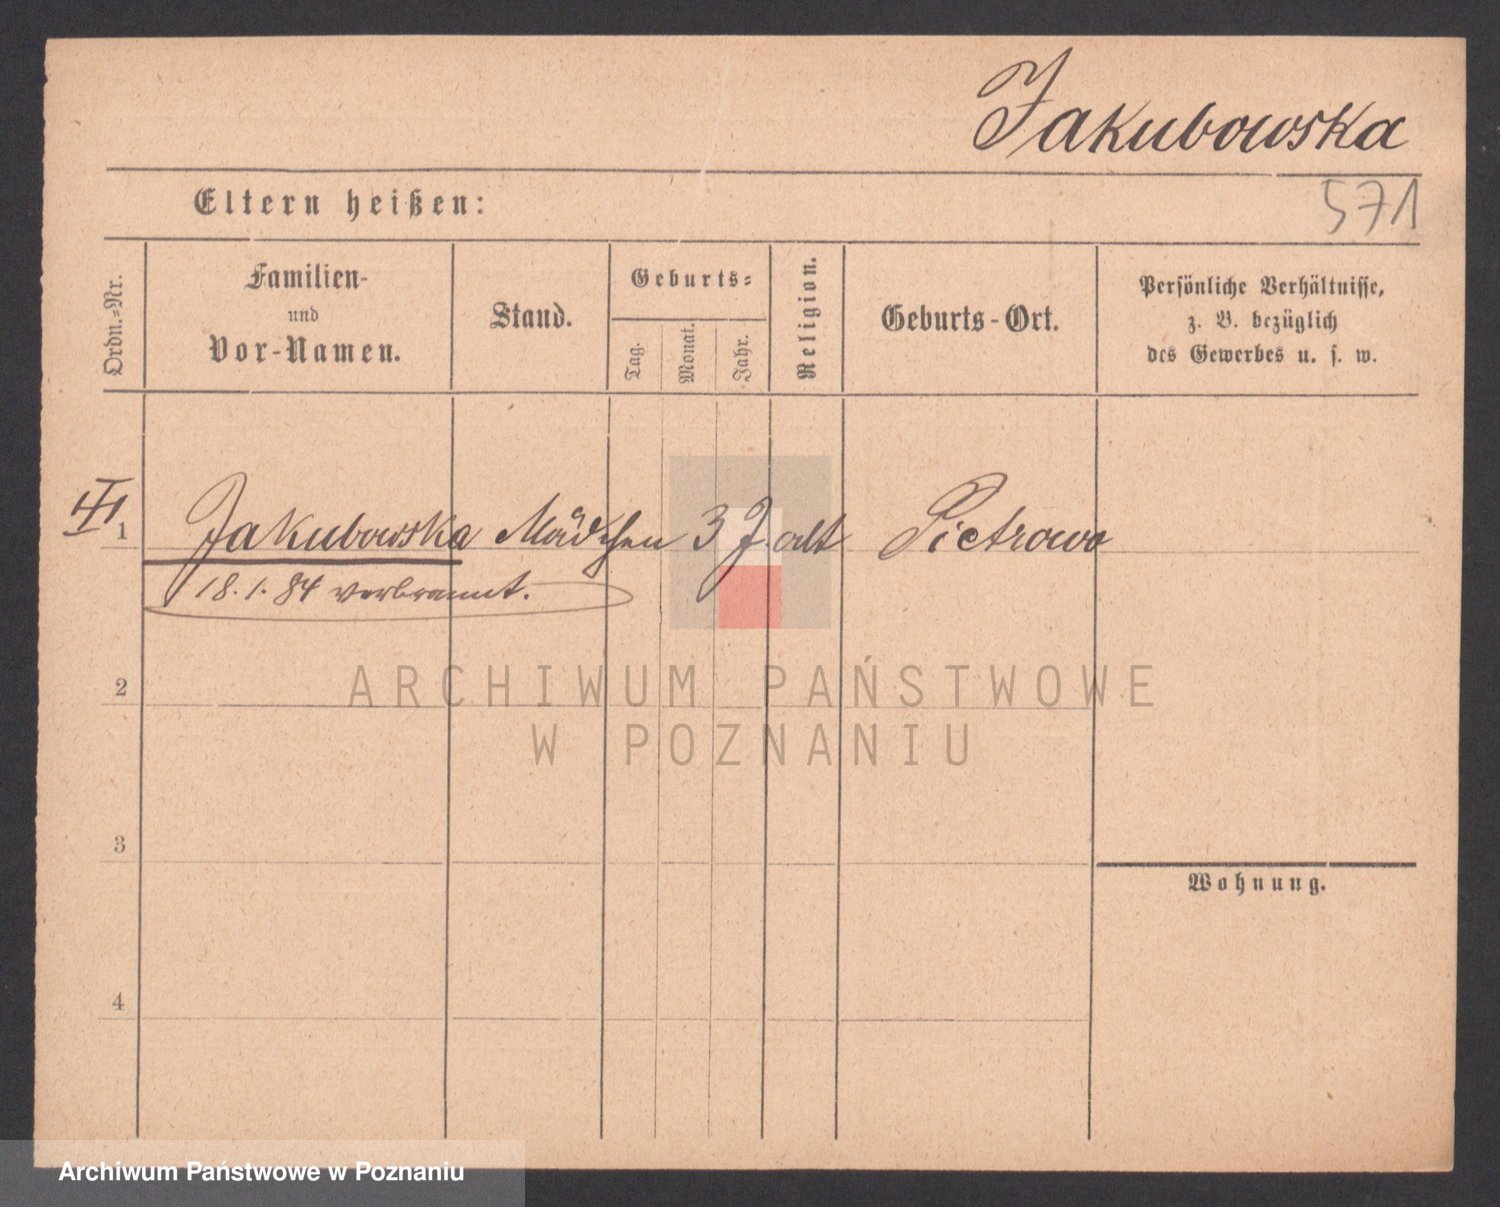 Jakubowska
571
Eltern heißen:
Ordn.-Nr.
Familien-
und
Vor-Namen.
Stand.
Geburts-
Tag.
Monat.
Jahr.
Religion.
Geburts-Ort.
Persönliche Verhältnisse,
z. B. bezüglich
des Gewerbes u. s. w.
1 Jakubowska Mädchen 3 J. alt Pietrowo
18.1.84 verbrannt.
2
3
4
Wohnung.
ARCHIWUM PAŃSTWOWE
W POZNANIU
Archiwum Państwowe w Poznaniu